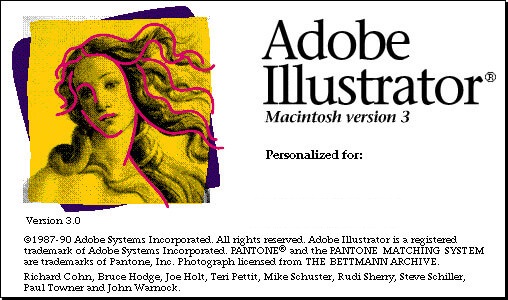 Adobe
Illustrator®
Macintosh version 3
Personalized for:
Version 3.0
©1987-90 Adobe Systems Incorporated. All rights reserved. Adobe Illustrator is a registered
trademark of Adobe Systems Incorporated. PANTONE® and the PANTONE MATCHING SYSTEM
are trademarks of Pantone, Inc. Photograph licensed from THE BETTMANN ARCHIVE.
Richard Cohn, Bruce Hodge, Joe Holt, Teri Pettit, Mike Schuster, Rudi Sherry, Steve Schiller,
Paul Towner and John Warnock.